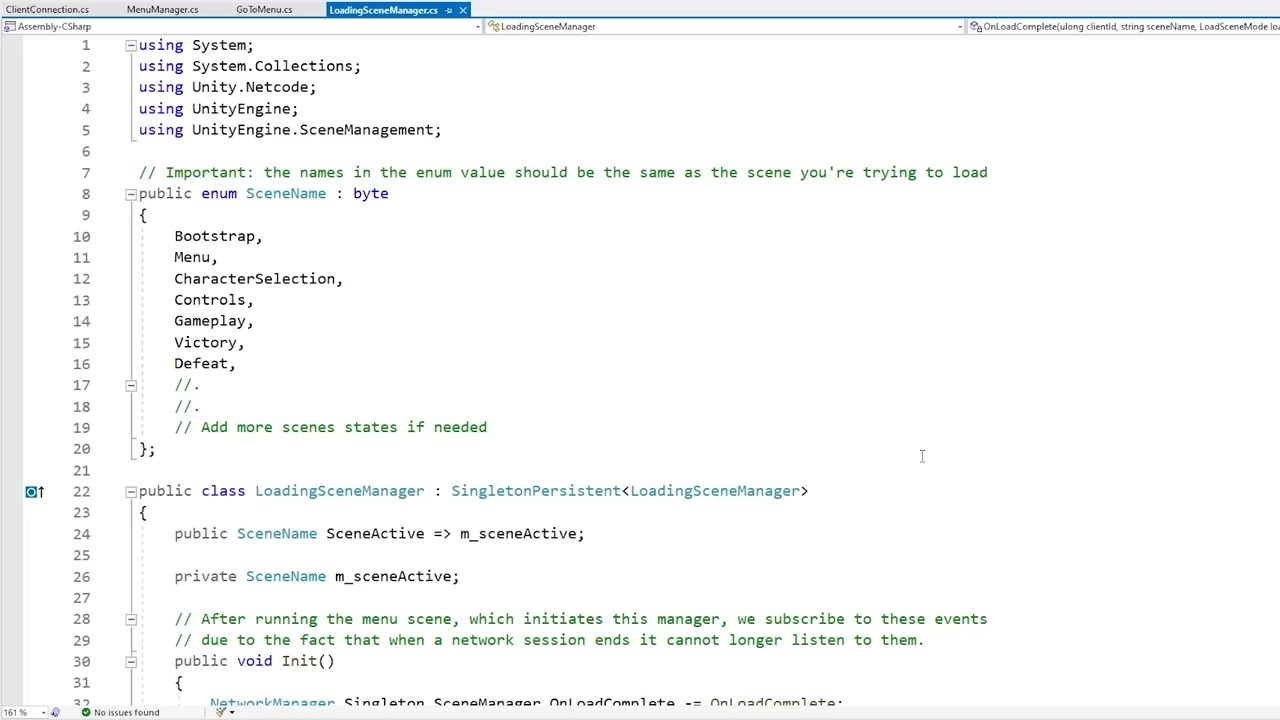 ClientConnection.cs MenuManager.cs GoToMenu.cs LoadingSceneManager.cs
Assembly-CSharp LoadingSceneManager OnLoadComplete(ulong clientId, string sceneName, LoadSceneMode loa
1 using System;
2 using System.Collections;
3 using Unity.Netcode;
4 using UnityEngine;
5 using UnityEngine.SceneManagement;
6
7 // Important: the names in the enum value should be the same as the scene you're trying to load
8 public enum SceneName : byte
9 {
10 Bootstrap,
11 Menu,
12 CharacterSelection,
13 Controls,
14 Gameplay,
15 Victory,
16 Defeat,
17 //.
18 //.
19 // Add more scenes states if needed
20 };
21
22 public class LoadingSceneManager : SingletonPersistent<LoadingSceneManager>
23 {
24 public SceneName SceneActive => m_sceneActive;
25
26 private SceneName m_sceneActive;
27
28 // After running the menu scene, which initiates this manager, we subscribe to these events
29 // due to the fact that when a network session ends it cannot longer listen to them.
30 public void Init()
31 {
32 NetworkManager.Singleton.SceneManager.OnLoadComplete -= OnLoadComplete;
161 % No issues found